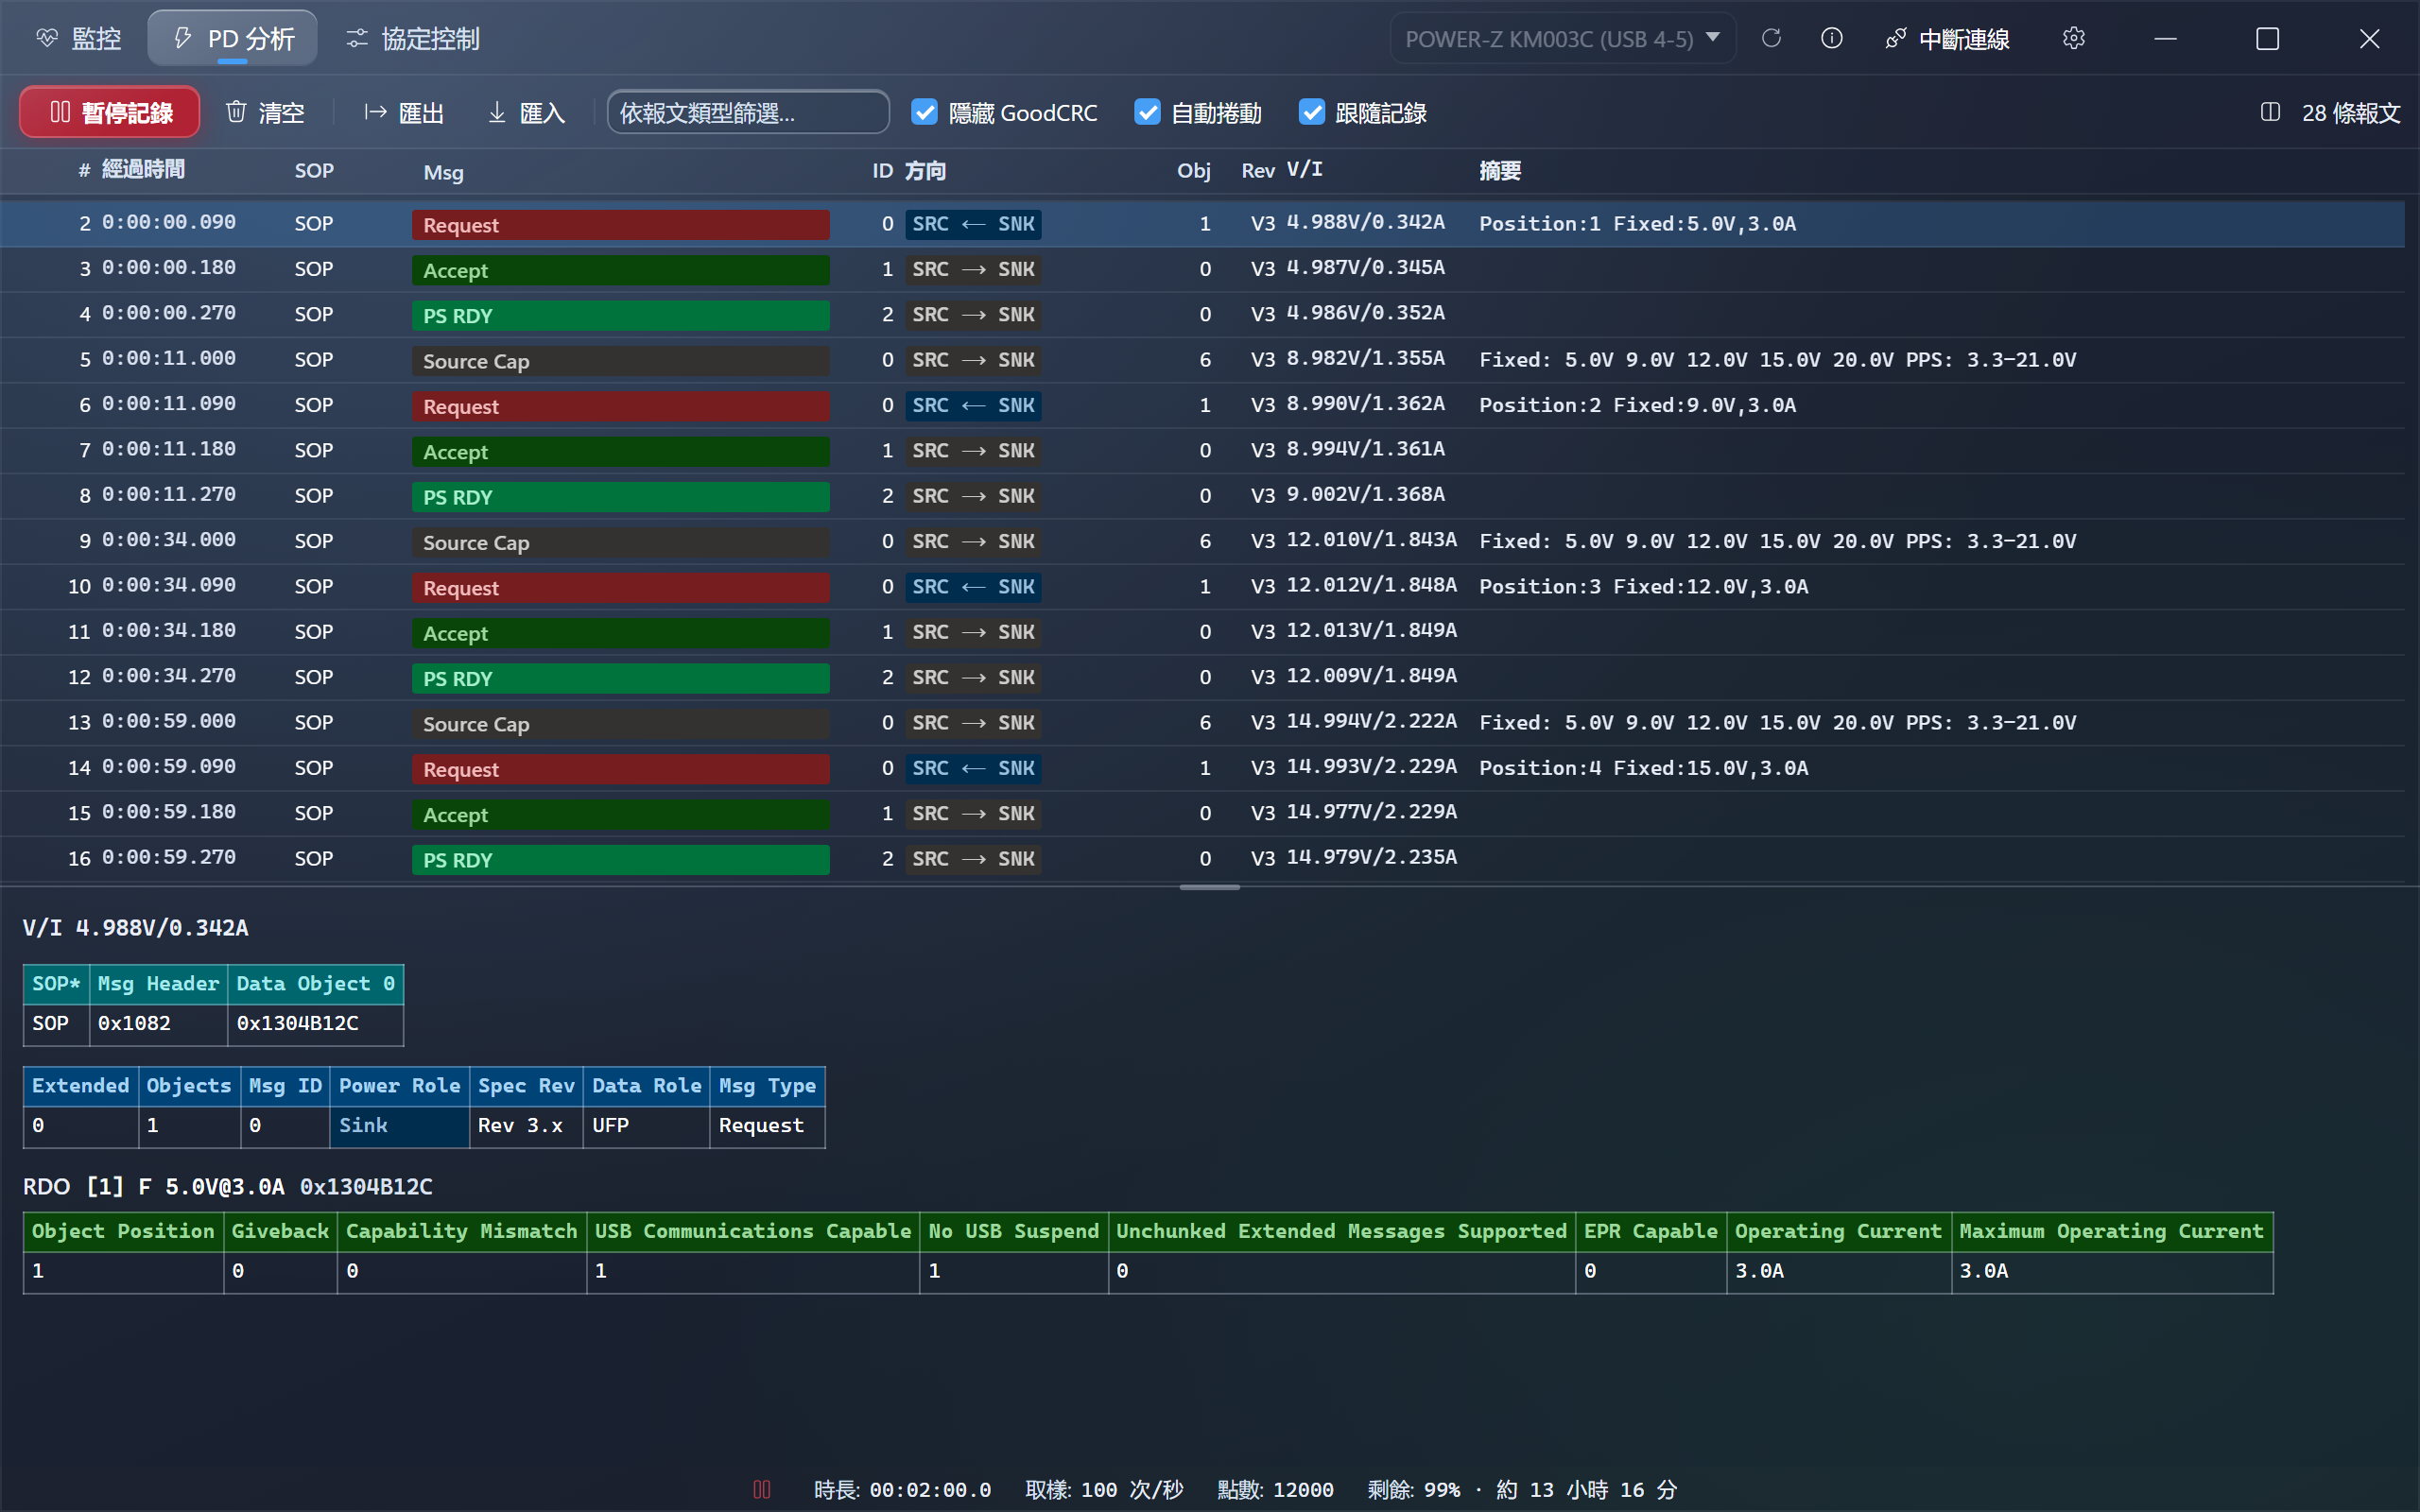 監控 PD 分析 協定控制 POWER-Z KM003C (USB 4-5) 中斷連線
暫停記錄 清空 匯出 匯入 依報文類型篩選... 隱藏 GoodCRC 自動捲動 跟隨記錄 28 條報文
# 經過時間 SOP Msg ID 方向 Obj Rev V/I 摘要
2 0:00:00.090 SOP Request 0 SRC ← SNK 1 V3 4.988V/0.342A Position:1 Fixed:5.0V,3.0A
3 0:00:00.180 SOP Accept 1 SRC → SNK 0 V3 4.987V/0.345A
4 0:00:00.270 SOP PS RDY 2 SRC → SNK 0 V3 4.986V/0.352A
5 0:00:11.000 SOP Source Cap 0 SRC → SNK 6 V3 8.982V/1.355A Fixed: 5.0V 9.0V 12.0V 15.0V 20.0V PPS: 3.3-21.0V
6 0:00:11.090 SOP Request 0 SRC ← SNK 1 V3 8.990V/1.362A Position:2 Fixed:9.0V,3.0A
7 0:00:11.180 SOP Accept 1 SRC → SNK 0 V3 8.994V/1.361A
8 0:00:11.270 SOP PS RDY 2 SRC → SNK 0 V3 9.002V/1.368A
9 0:00:34.000 SOP Source Cap 0 SRC → SNK 6 V3 12.010V/1.843A Fixed: 5.0V 9.0V 12.0V 15.0V 20.0V PPS: 3.3-21.0V
10 0:00:34.090 SOP Request 0 SRC ← SNK 1 V3 12.012V/1.848A Position:3 Fixed:12.0V,3.0A
11 0:00:34.180 SOP Accept 1 SRC → SNK 0 V3 12.013V/1.849A
12 0:00:34.270 SOP PS RDY 2 SRC → SNK 0 V3 12.009V/1.849A
13 0:00:59.000 SOP Source Cap 0 SRC → SNK 6 V3 14.994V/2.222A Fixed: 5.0V 9.0V 12.0V 15.0V 20.0V PPS: 3.3-21.0V
14 0:00:59.090 SOP Request 0 SRC ← SNK 1 V3 14.993V/2.229A Position:4 Fixed:15.0V,3.0A
15 0:00:59.180 SOP Accept 1 SRC → SNK 0 V3 14.977V/2.229A
16 0:00:59.270 SOP PS RDY 2 SRC → SNK 0 V3 14.979V/2.235A
V/I 4.988V/0.342A
SOP* Msg Header Data Object 0
SOP 0x1082 0x1304B12C
Extended Objects Msg ID Power Role Spec Rev Data Role Msg Type
0 1 0 Sink Rev 3.x UFP Request
RDO [1] F 5.0V@3.0A 0x1304B12C
Object Position Giveback Capability Mismatch USB Communications Capable No USB Suspend Unchunked Extended Messages Supported EPR Capable Operating Current Maximum Operating Current
1 0 0 1 1 0 0 3.0A 3.0A
時長: 00:02:00.0 取樣: 100 次/秒 點數: 12000 剩餘: 99% · 約 13 小時 16 分